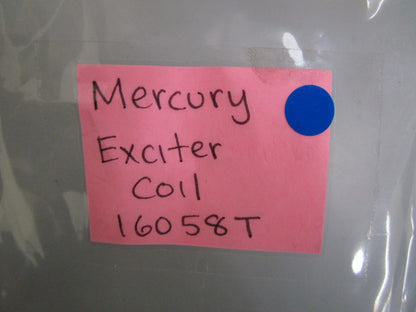 Mercury
Exciter
Coil
16058T